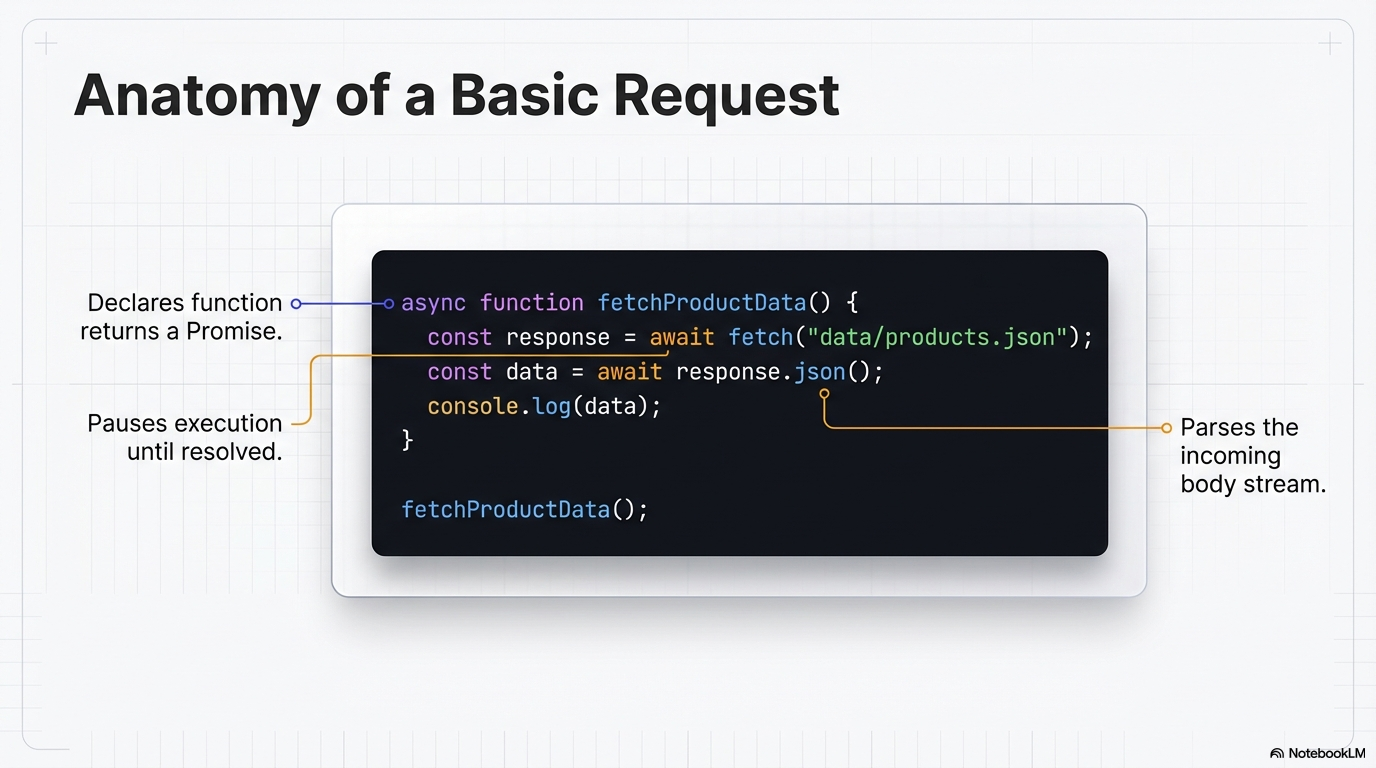 Anatomy of a Basic Request
Declares function
returns a Promise.
Pauses execution
until resolved.
async function fetchProductData() {
  const response = await fetch("data/products.json");
  const data = await response.json();
  console.log(data);
}
fetchProductData();
Parses the
incoming
body stream.
NotebookLM